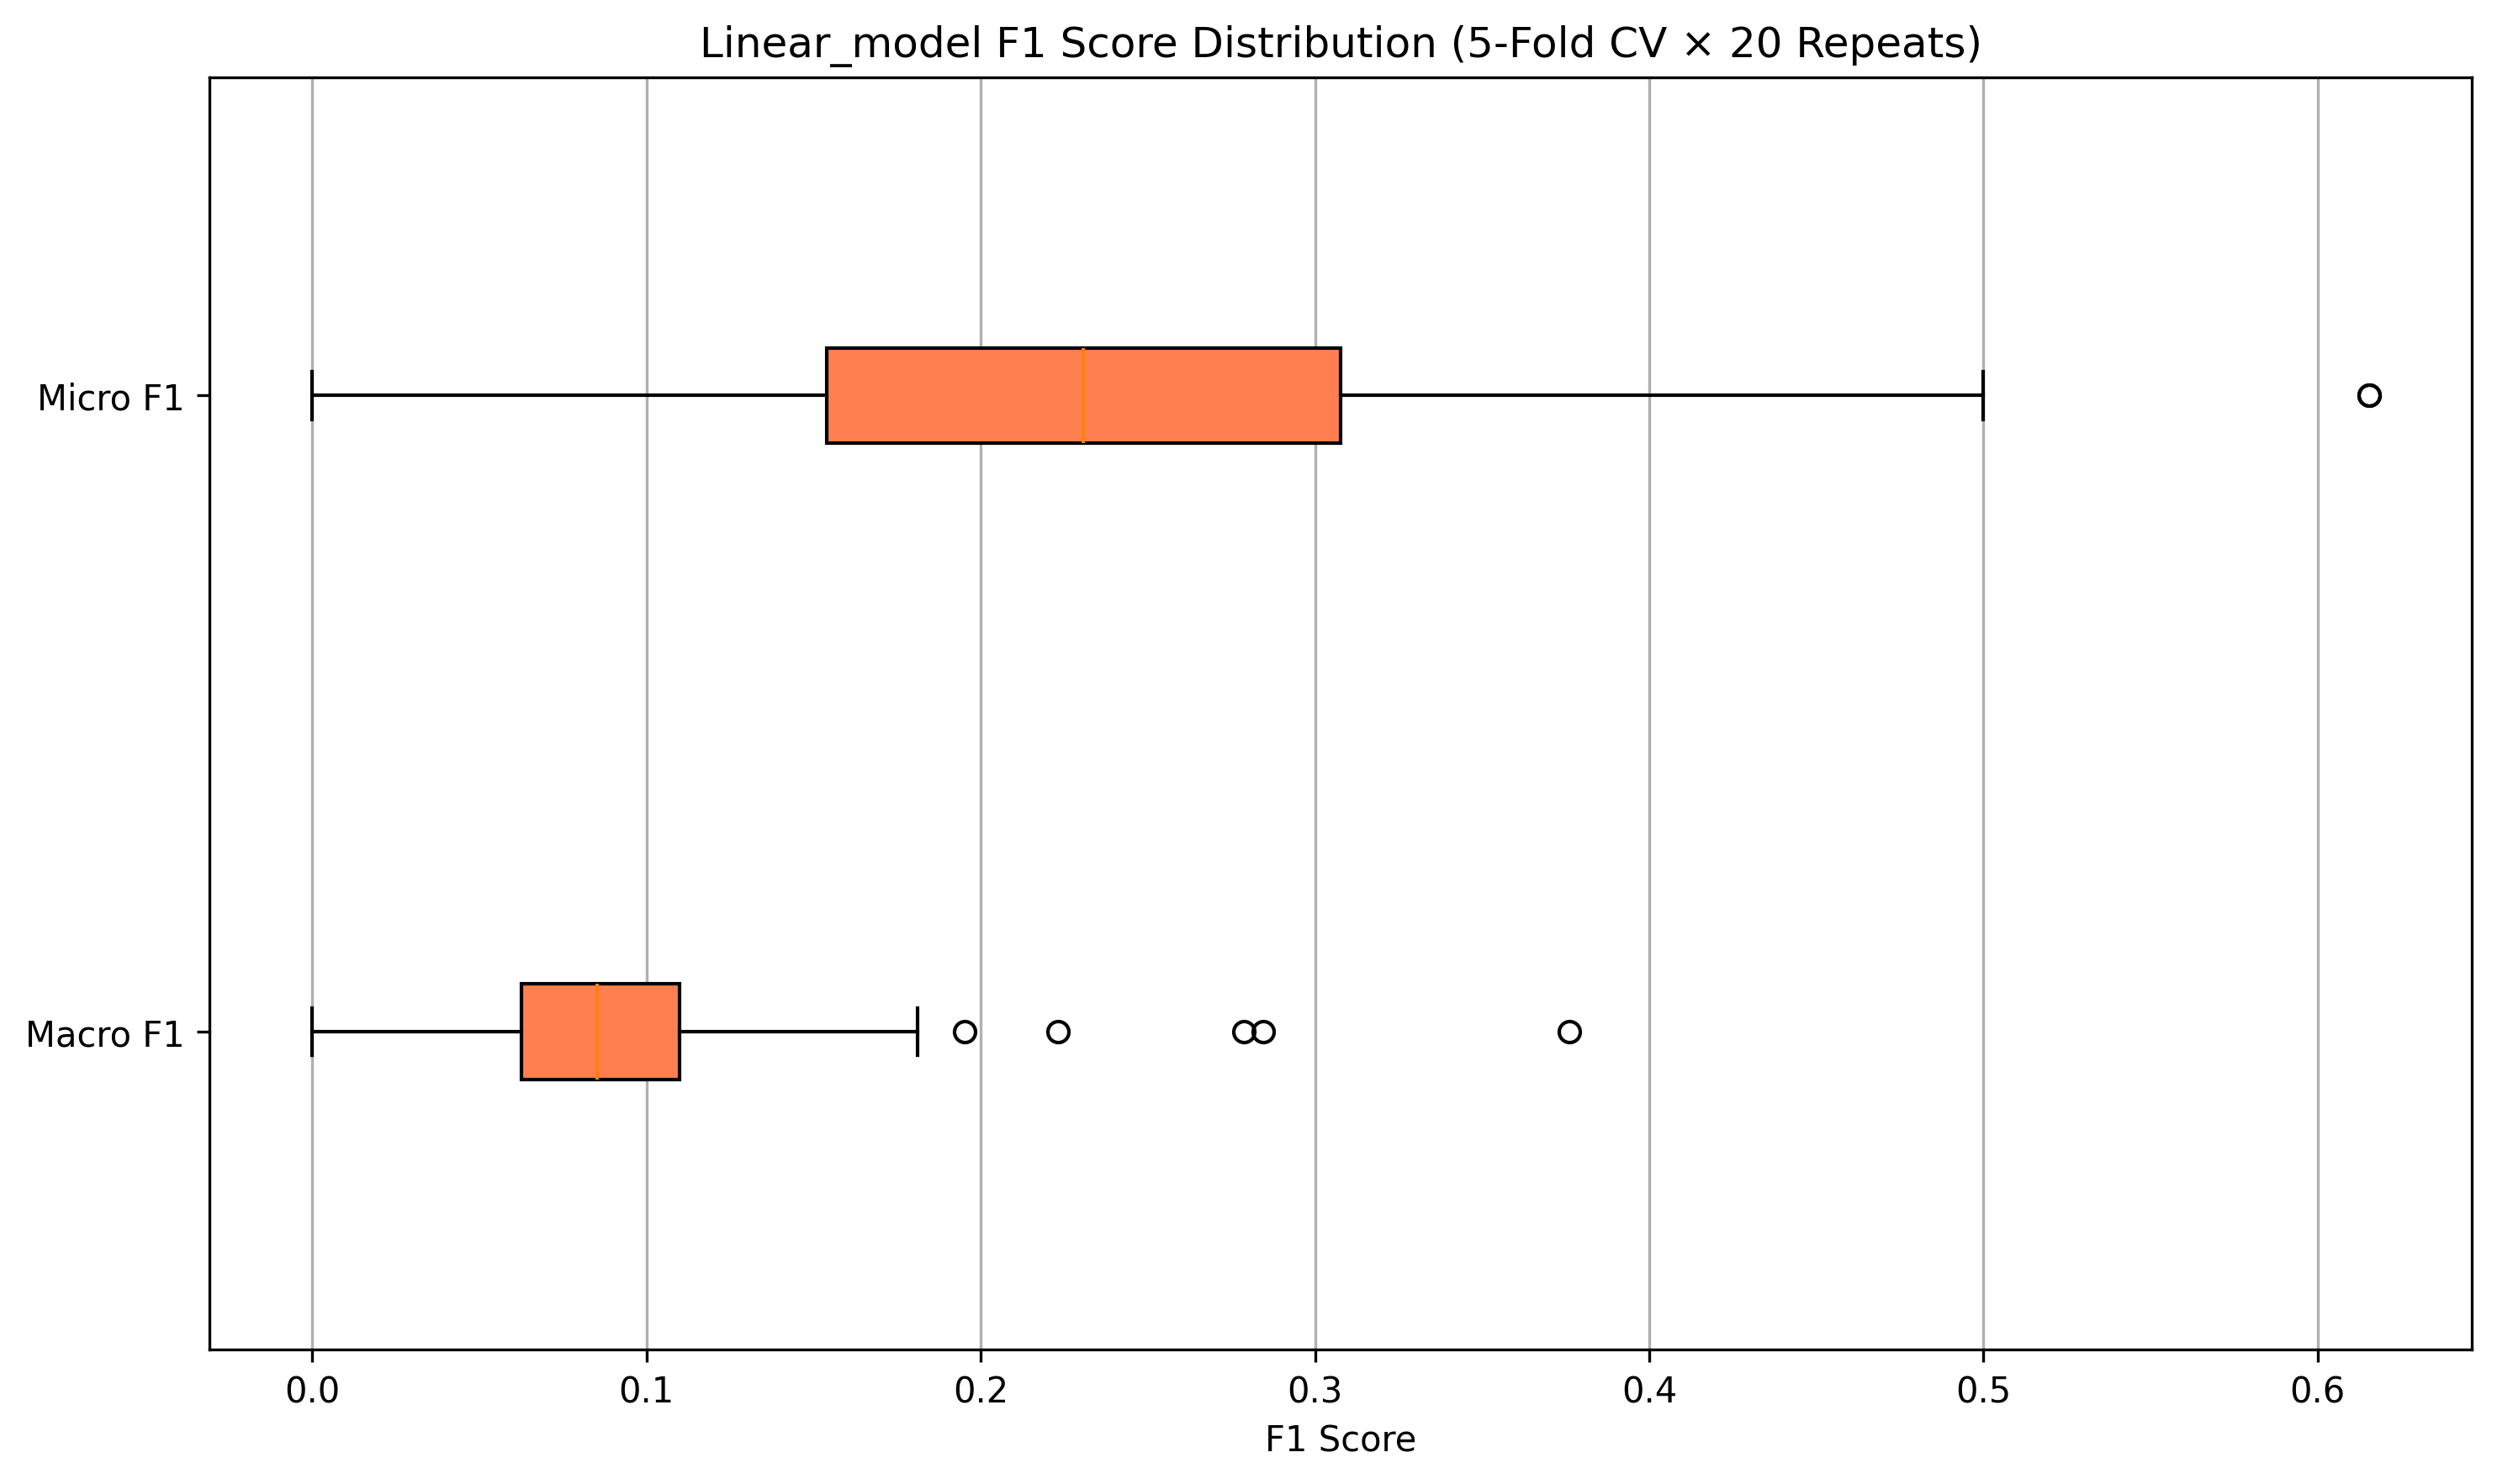 Linear_model F1 Score Distribution (5-Fold CV × 20 Repeats)
Micro F1
Macro F1
0.0 0.1 0.2 0.3 0.4 0.5 0.6
F1 Score